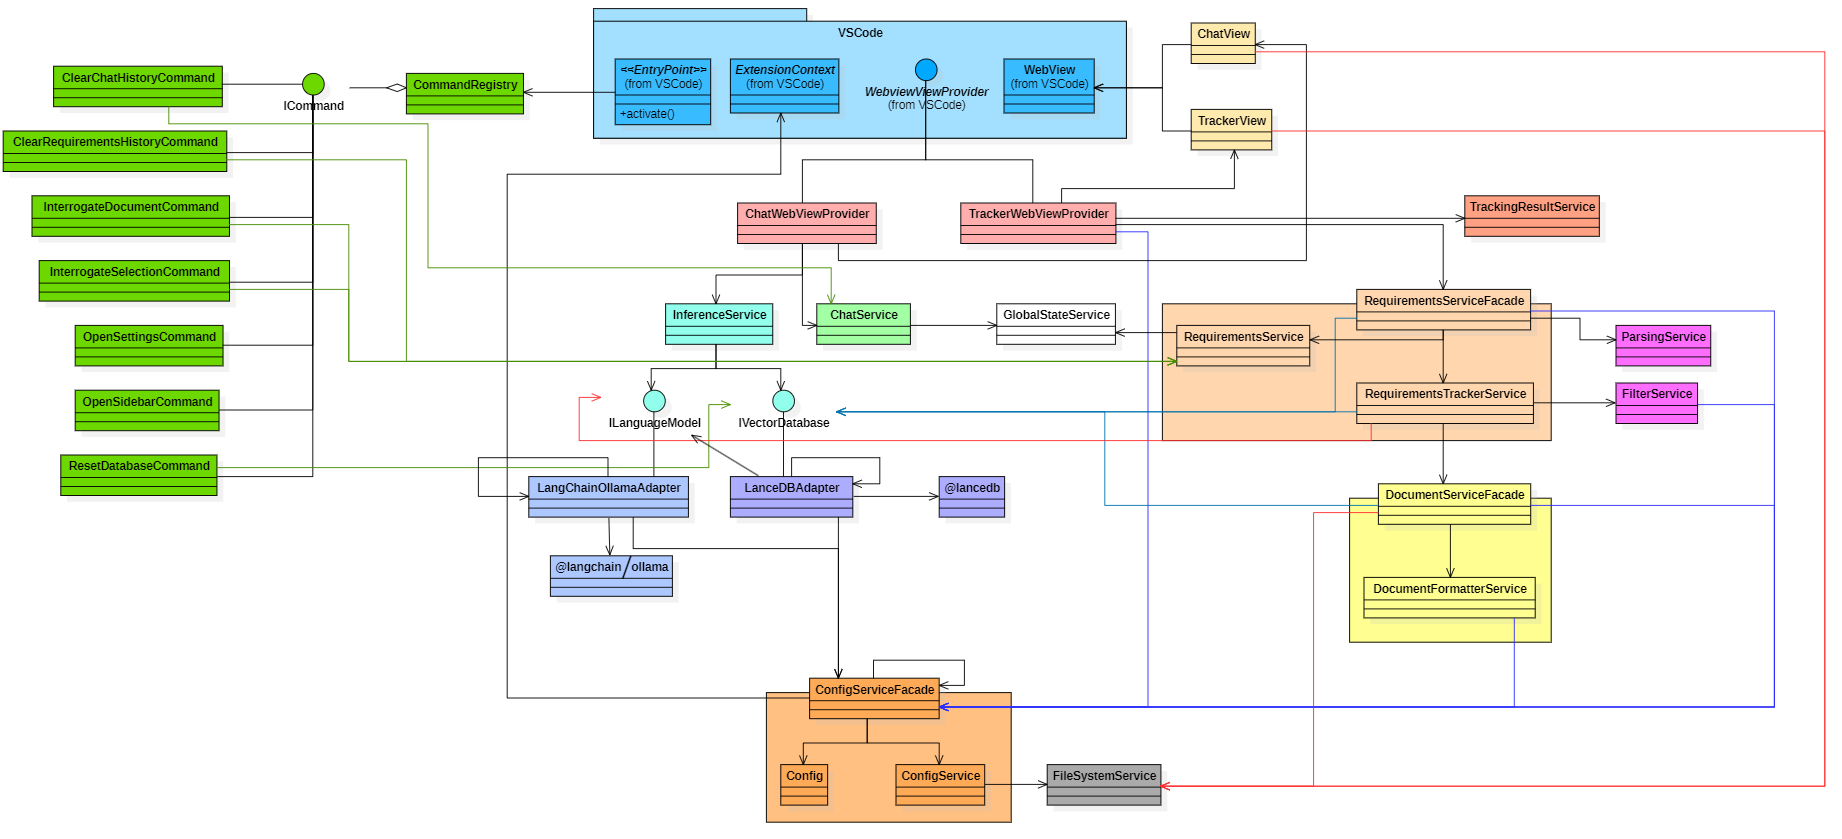 VSCode
ChatView
ClearChatHistoryCommand
ICommand
CommandRegistry
<<EntryPoint>>
(from VSCode)
+activate()
ExtensionContext
(from VSCode)
WebviewViewProvider
(from VSCode)
WebView
(from VSCode)
TrackerView
ClearRequirementsHistoryCommand
InterrogateDocumentCommand
ChatWebViewProvider
TrackerWebViewProvider
TrackingResultService
InterrogateSelectionCommand
InferenceService
ChatService
GlobalStateService
RequirementsServiceFacade
OpenSettingsCommand
RequirementsService
ParsingService
OpenSidebarCommand
ILanguageModel
IVectorDatabase
RequirementsTrackerService
FilterService
ResetDatabaseCommand
LangChainOllamaAdapter
LanceDBAdapter
@lancedb
DocumentServiceFacade
@langchain/ollama
DocumentFormatterService
ConfigServiceFacade
Config
ConfigService
FileSystemService